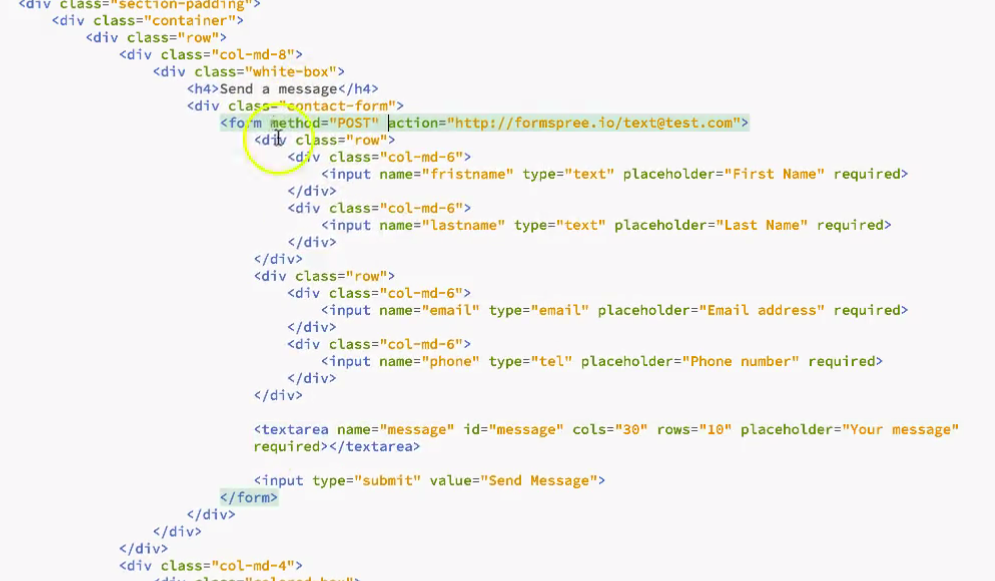 <div class="section-padding">
<div class="container">
<div class="row">
<div class="col-md-8">
<div class="white-box">
<h4>Send a message</h4>
<div class="contact-form">
<form method="POST" action="http://formspree.io/text@test.com">
<div class="row">
<div class="col-md-6">
<input name="fristname" type="text" placeholder="First Name" required>
</div>
<div class="col-md-6">
<input name="lastname" type="text" placeholder="Last Name" required>
</div>
</div>
<div class="row">
<div class="col-md-6">
<input name="email" type="email" placeholder="Email address" required>
</div>
<div class="col-md-6">
<input name="phone" type="tel" placeholder="Phone number" required>
</div>
</div>
<textarea name="message" id="message" cols="30" rows="10" placeholder="Your message"
required></textarea>
<input type="submit" value="Send Message">
</form>
</div>
</div>
</div>
<div class="col-md-4">
<div class="colored-box">